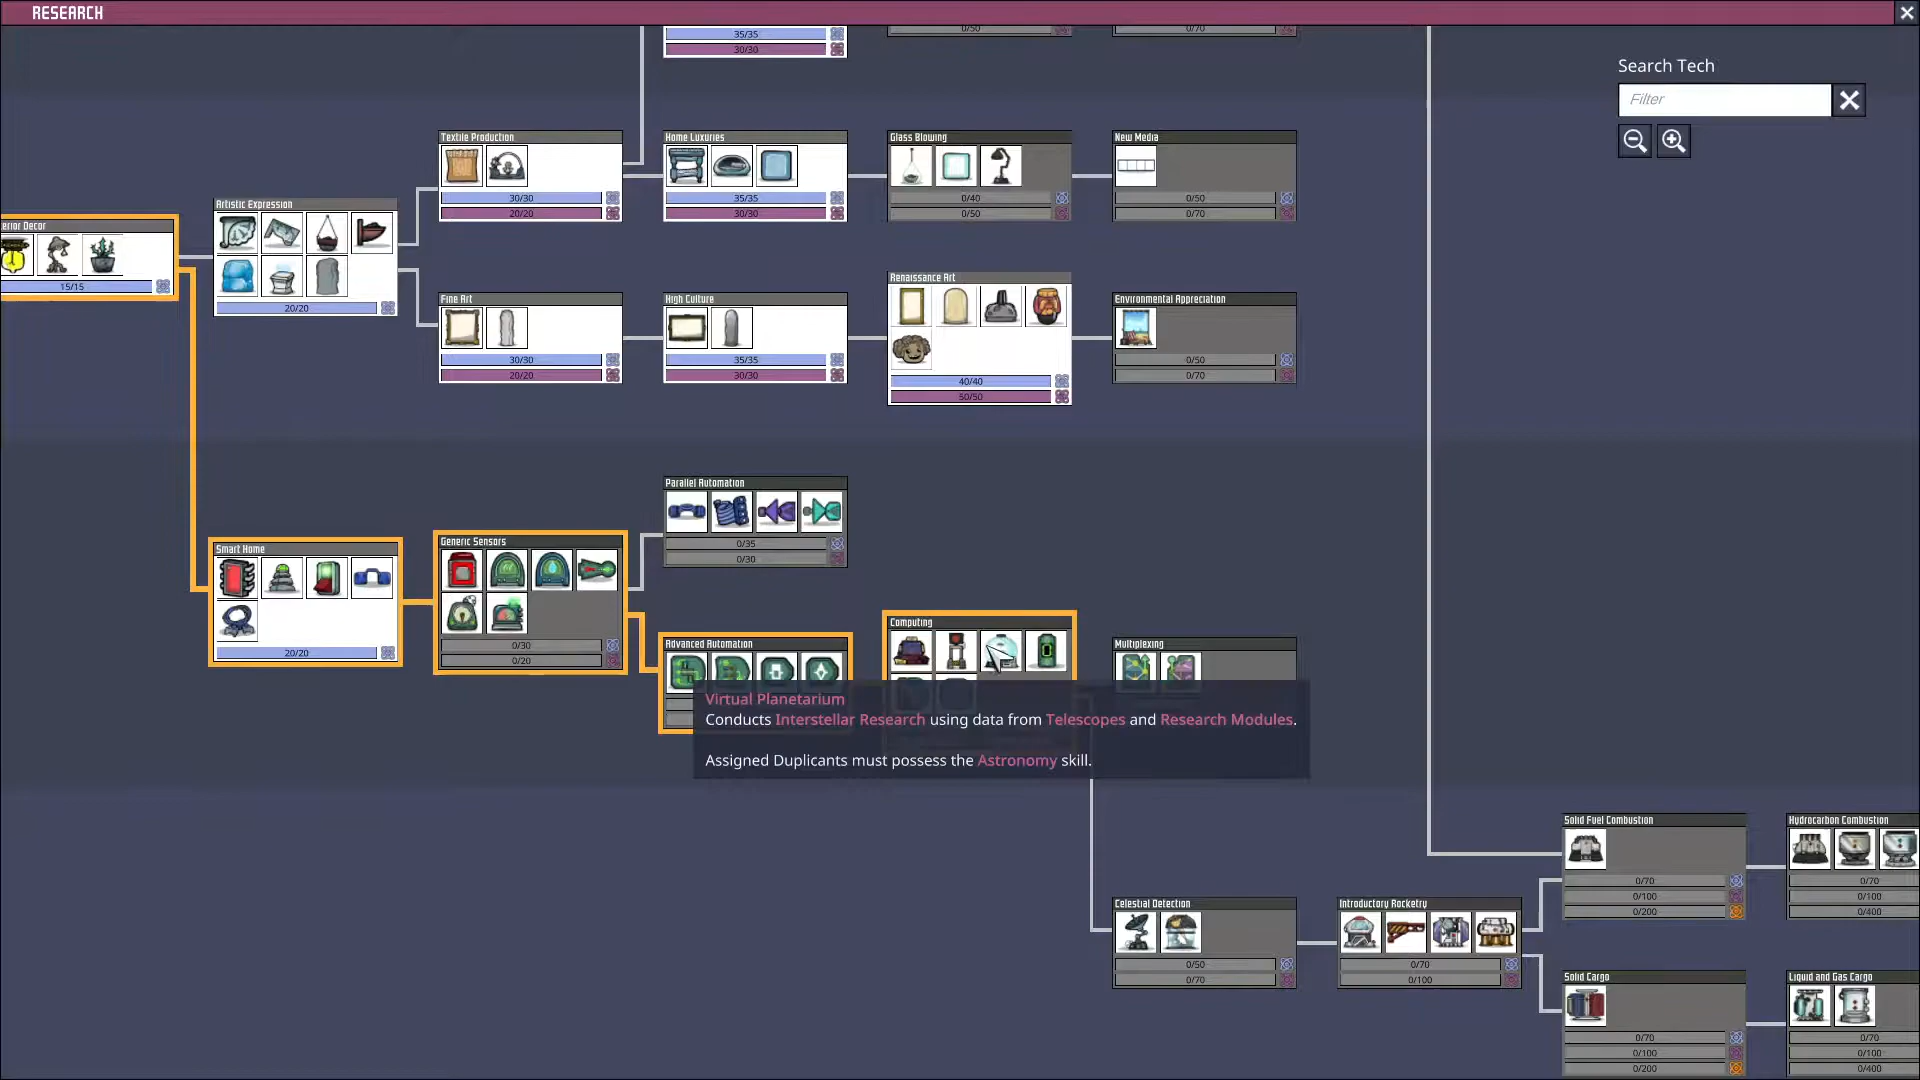 RESEARCH
35/35
30/30
0/50
0/70
Search Tech
Filter
Textile Production
30/30
20/20
Home Luxuries
35/35
30/30
Glass Blowing
0/40
0/50
New Media
0/50
0/70
erior Decor
15/15
Artistic Expression
20/20
Fine Art
30/30
20/20
High Culture
35/35
30/30
Renaissance Art
40/40
50/50
Environmental Appreciation
0/50
0/70
Parallel Automation
0/35
0/30
Smart Home
20/20
Generic Sensors
0/30
0/20
Advanced Automation
Computing
Multiplexing
Virtual Planetarium
Conducts Interstellar Research using data from Telescopes and Research Modules.
Assigned Duplicants must possess the Astronomy skill.
Solid Fuel Combustion
0/70
0/100
0/200
Hydrocarbon Combustion
0/70
0/100
0/400
Celestial Detection
0/50
0/70
Introductory Rocketry
0/70
0/100
Solid Cargo
0/70
0/100
0/200
Liquid and Gas Cargo
0/70
0/100
0/400